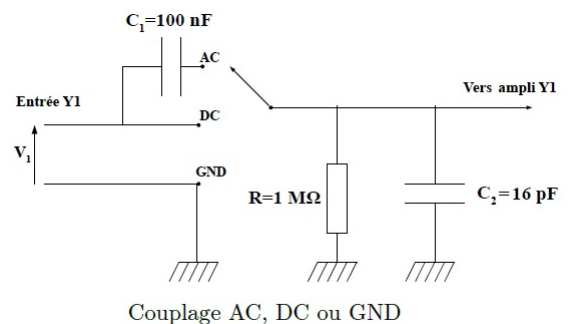 C₁=100 nF
AC
Entrée Y1
Vers ampli Y1
DC
V₁
GND
R=1 MΩ
C₂=16 pF
Couplage AC, DC ou GND